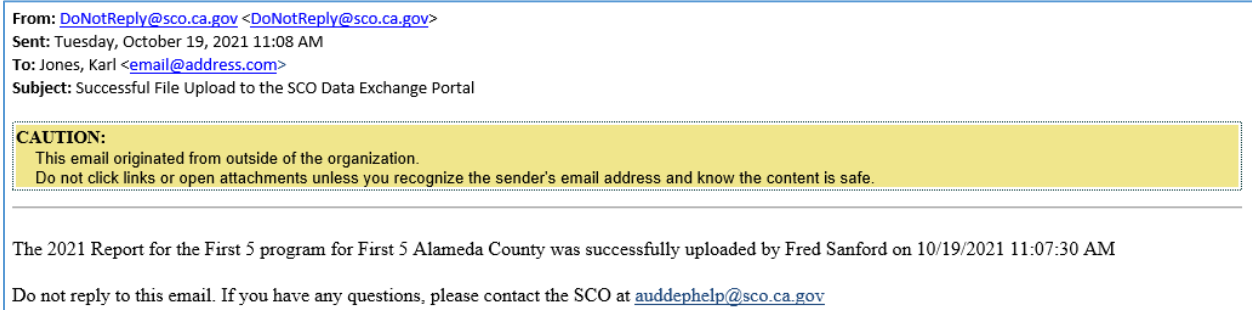 From: DoNotReply@sco.ca.gov <DoNotReply@sco.ca.gov>
Sent: Tuesday, October 19, 2021 11:08 AM
To: Jones, Karl <email@address.com>
Subject: Successful File Upload to the SCO Data Exchange Portal
CAUTION:
This email originated from outside of the organization.
Do not click links or open attachments unless you recognize the sender's email address and know the content is safe.
The 2021 Report for the First 5 program for First 5 Alameda County was successfully uploaded by Fred Sanford on 10/19/2021 11:07:30 AM
Do not reply to this email. If you have any questions, please contact the SCO at auddephelp@sco.ca.gov